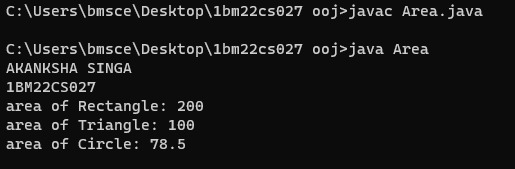 C:\Users\bmsce\Desktop\1bm22cs027 ooj>javac Area.java
C:\Users\bmsce\Desktop\1bm22cs027 ooj>java Area
AKANKSHA SINGA
1BM22CS027
area of Rectangle: 200
area of Triangle: 100
area of Circle: 78.5